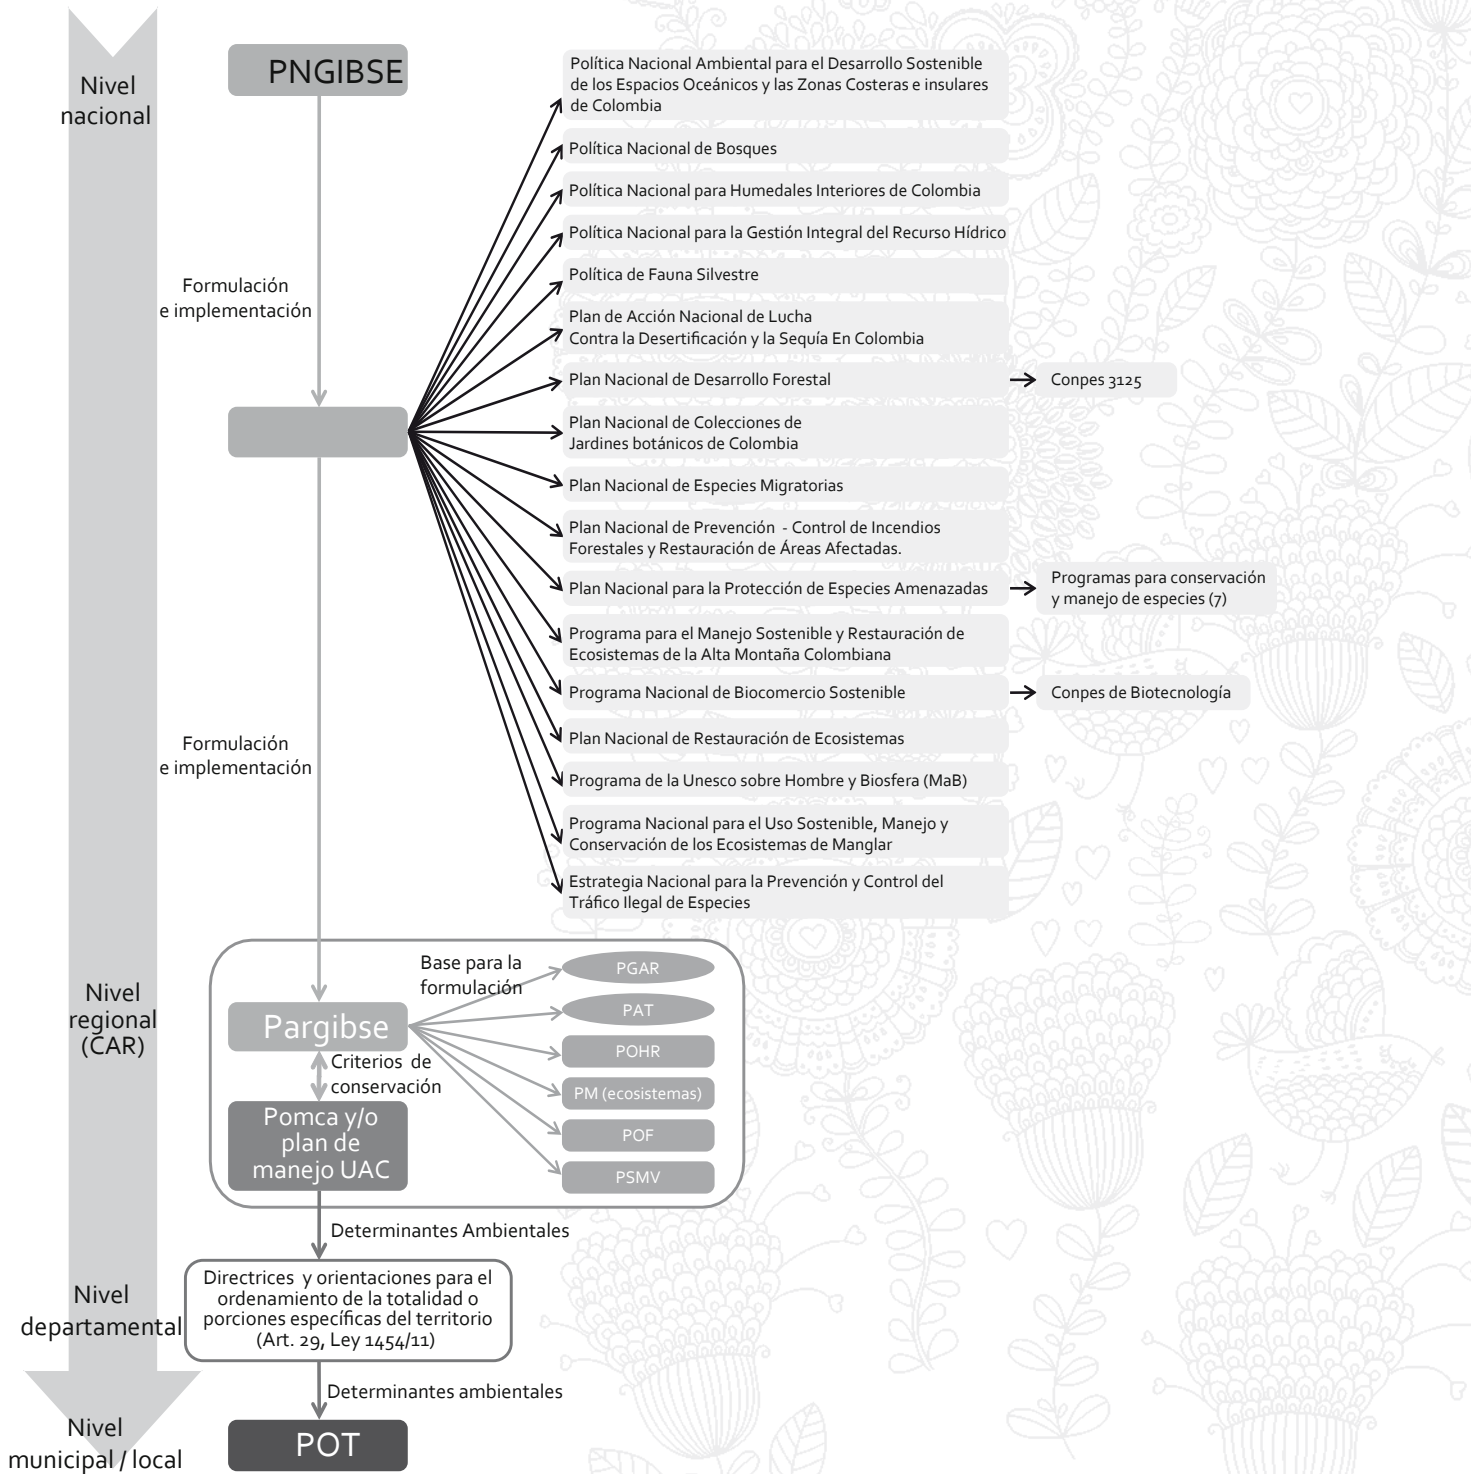 Nivel
nacional
PNGIBSE
Política Nacional Ambiental para el Desarrollo Sostenible
de los Espacios Oceánicos y las Zonas Costeras e insulares
de Colombia
Política Nacional de Bosques
Política Nacional para Humedales Interiores de Colombia
Política Nacional para la Gestión Integral del Recurso Hídrico
Política de Fauna Silvestre
Formulación
e implementación
Plan de Acción Nacional de Lucha
Contra la Desertificación y la Sequía En Colombia
Plan Nacional de Desarrollo Forestal
Conpes 3125
Plan Nacional de Colecciones de
Jardines botánicos de Colombia
Plan Nacional de Especies Migratorias
Plan Nacional de Prevención - Control de Incendios
Forestales y Restauración de Áreas Afectadas.
Plan Nacional para la Protección de Especies Amenazadas
Programas para conservación
y manejo de especies (7)
Programa para el Manejo Sostenible y Restauración de
Ecosistemas de la Alta Montaña Colombiana
Programa Nacional de Biocomercio Sostenible
Conpes de Biotecnología
Plan Nacional de Restauración de Ecosistemas
Formulación
e implementación
Programa de la Unesco sobre Hombre y Biosfera (MaB)
Programa Nacional para el Uso Sostenible, Manejo y
Conservación de los Ecosistemas de Manglar
Estrategia Nacional para la Prevención y Control del
Tráfico Ilegal de Especies
Nivel
regional
(CAR)
Base para la
formulación
Pargibse
PGAR
PAT
POHR
PM (ecosistemas)
POF
PSMV
Criterios de
conservación
Pomca y/o
plan de
manejo UAC
Determinantes Ambientales
Nivel
departamental
Directrices y orientaciones para el
ordenamiento de la totalidad o
porciones específicas del territorio
(Art. 29, Ley 1454/11)
Determinantes ambientales
Nivel
municipal / local
POT